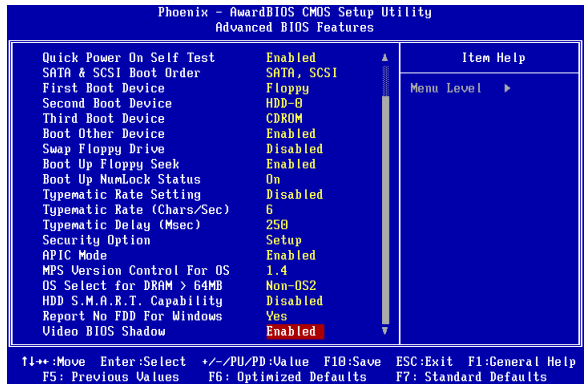 Phoenix - AwardBIOS CMOS Setup Utility
Advanced BIOS Features
Quick Power On Self Test Enabled
SATA & SCSI Boot Order SATA, SCSI
First Boot Device Floppy
Second Boot Device HDD-0
Third Boot Device CDROM
Boot Other Device Enabled
Swap Floppy Drive Disabled
Boot Up Floppy Seek Enabled
Boot Up NumLock Status On
Typematic Rate Setting Disabled
Typematic Rate (Chars/Sec) 6
Typematic Delay (Msec) 250
Security Option Setup
APIC Mode Enabled
MPS Version Control For OS 1.4
OS Select for DRAM > 64MB Non-OS2
HDD S.M.A.R.T. Capability Disabled
Report No FDD For Windows Yes
Video BIOS Shadow Enabled
Item Help
Menu Level ▶
↑↓→←:Move Enter:Select +/-/PU/PD:Value F10:Save ESC:Exit F1:General Help
F5: Previous Values F6: Optimized Defaults F7: Standard Defaults